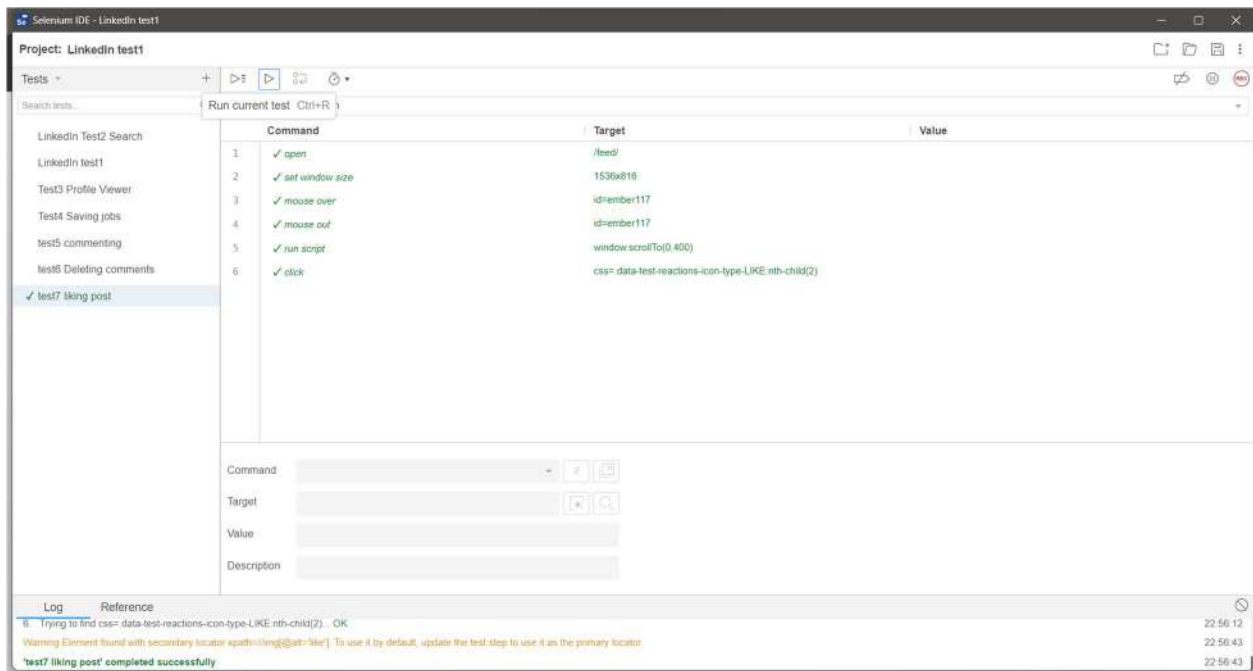 Selenium IDE - LinkedIn test1
Project: LinkedIn test1
Tests
Search tests...
Run current test Ctrl+R
Command Target Value
LinkedIn Test2 Search
LinkedIn test1
Test3 Profile Viewer
Test4 Saving jobs
test5 commenting
test6 Deleting comments
✓ test7 liking post
1 ✓ open /feed/
2 ✓ set window size 1536x816
3 ✓ mouse over id=ember117
4 ✓ mouse out id=ember117
5 ✓ run script window.scrollTo(0,400)
6 ✓ click css=.data-test-reactions-icon-type-LIKE:nth-child(2)
Command
Target
Value
Description
Log Reference
6. Trying to find css=.data-test-reactions-icon-type-LIKE:nth-child(2)... OK 22:56:12
Warning Element found with secondary locator xpath=//img[@alt='like']. To use it by default, update the test step to use it as the primary locator. 22:56:43
'test7 liking post' completed successfully 22:56:43